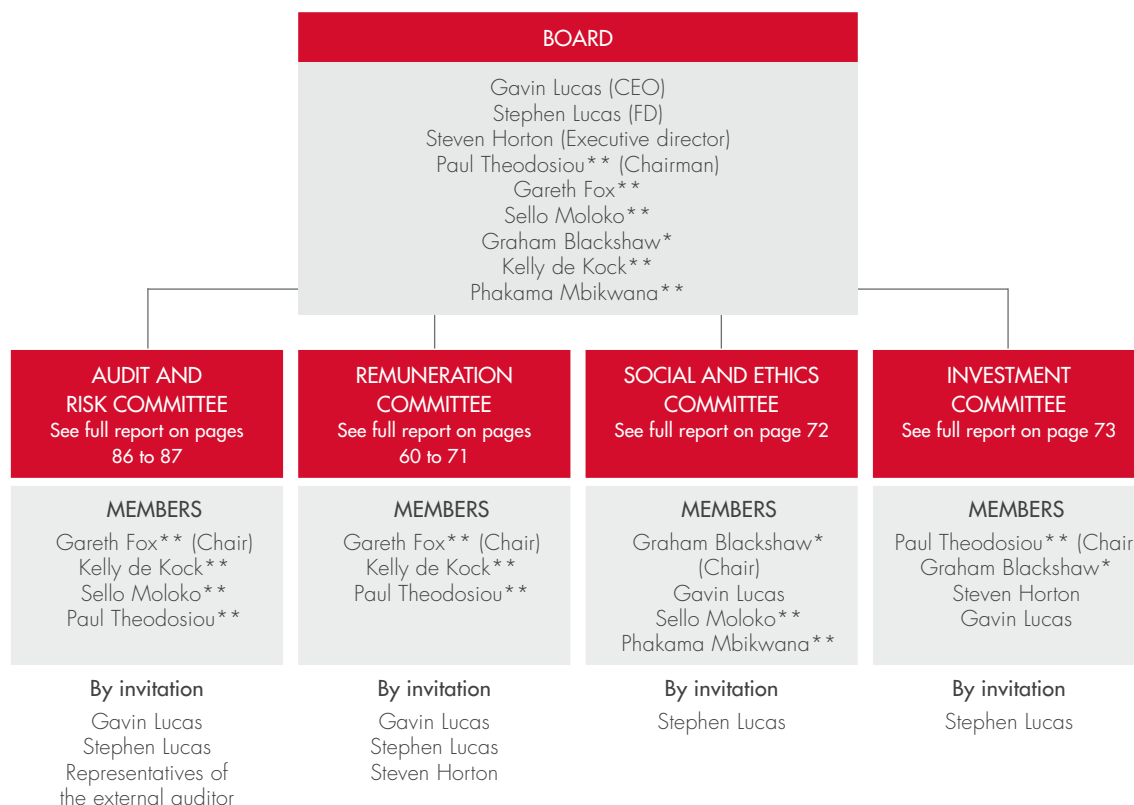 BOARD
Gavin Lucas (CEO)
Stephen Lucas (FD)
Steven Horton (Executive director)
Paul Theodosiou** (Chairman)
Gareth Fox**
Sello Moloko**
Graham Blackshaw*
Kelly de Kock**
Phakama Mbikwana**
AUDIT AND
RISK COMMITTEE
See full report on pages
86 to 87
MEMBERS
Gareth Fox** (Chair)
Kelly de Kock**
Sello Moloko**
Paul Theodosiou**
By invitation
Gavin Lucas
Stephen Lucas
Representatives of
the external auditor
REMUNERATION
COMMITTEE
See full report on pages
60 to 71
MEMBERS
Gareth Fox** (Chair)
Kelly de Kock**
Paul Theodosiou**
By invitation
Gavin Lucas
Stephen Lucas
Steven Horton
SOCIAL AND ETHICS
COMMITTEE
See full report on page 72
MEMBERS
Graham Blackshaw*
(Chair)
Gavin Lucas
Sello Moloko**
Phakama Mbikwana**
By invitation
Stephen Lucas
INVESTMENT
COMMITTEE
See full report on page 73
MEMBERS
Paul Theodosiou** (Chair
Graham Blackshaw*
Steven Horton
Gavin Lucas
By invitation
Stephen Lucas